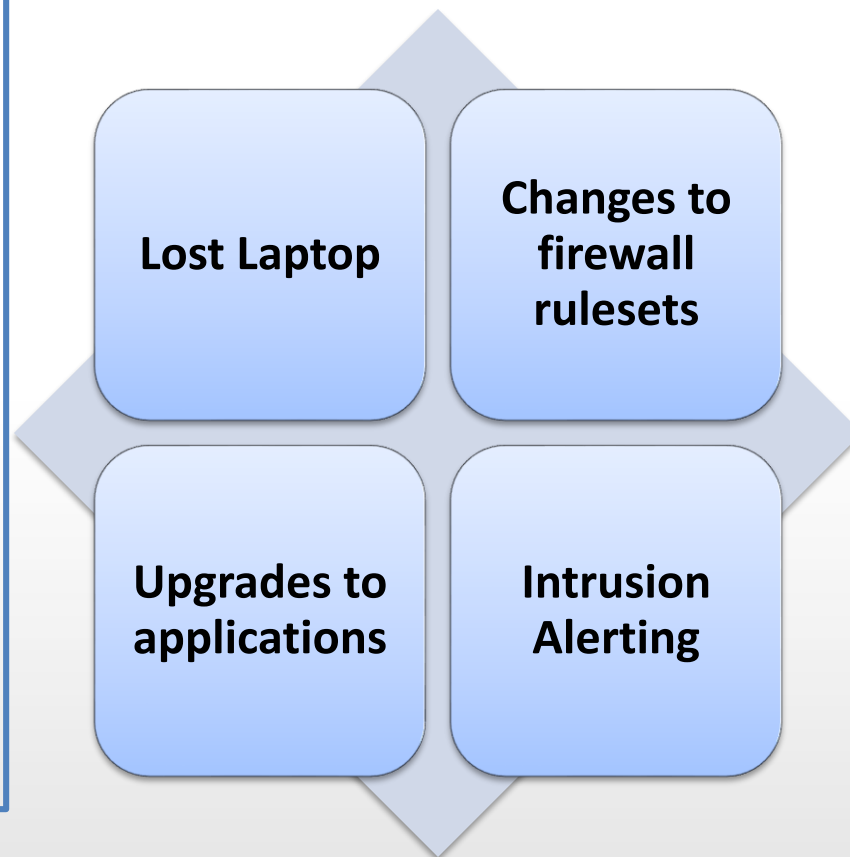 Lost Laptop
Changes to
firewall
rulesets
Upgrades to
applications
Intrusion
Alerting